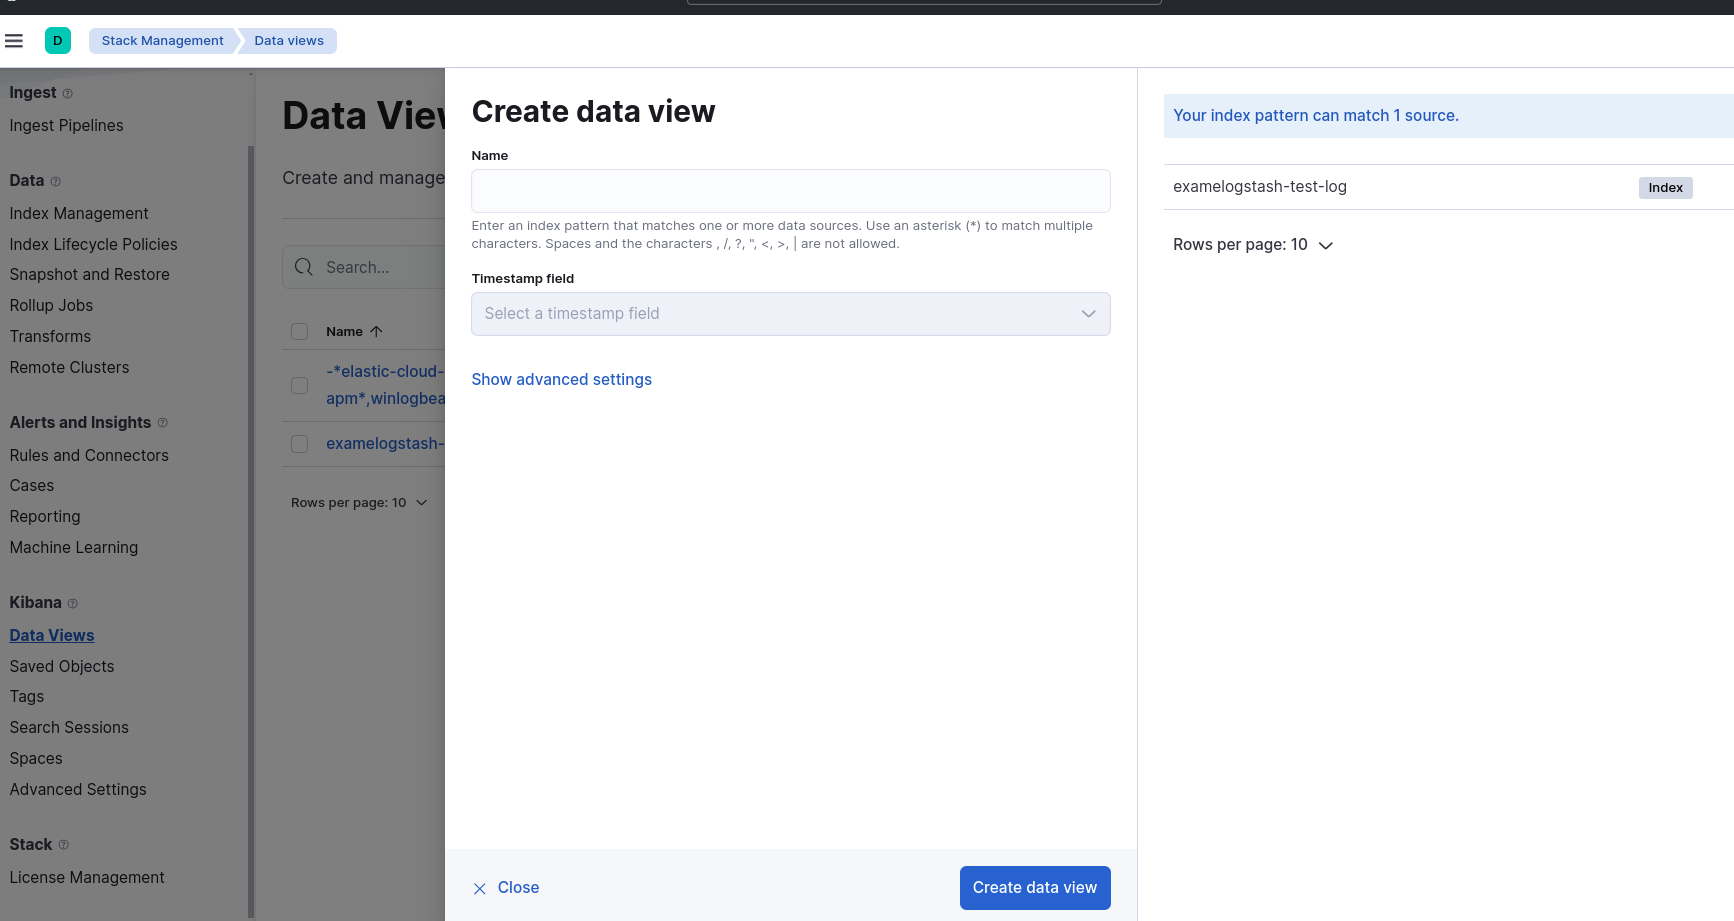 D
Stack Management
Data views
Ingest
Ingest Pipelines
Data
Index Management
Index Lifecycle Policies
Snapshot and Restore
Rollup Jobs
Transforms
Remote Clusters
Alerts and Insights
Rules and Connectors
Cases
Reporting
Machine Learning
Kibana
Data Views
Saved Objects
Tags
Search Sessions
Spaces
Advanced Settings
Stack
License Management
Data View
Create and manage
Search...
Name
-*elastic-cloud-
apm*,winlogbea
examelogstash-
Rows per page: 10
Create data view
Name
Enter an index pattern that matches one or more data sources. Use an asterisk (*) to match multiple
characters. Spaces and the characters , /, ?, ", <, >, | are not allowed.
Timestamp field
Select a timestamp field
Show advanced settings
Close
Create data view
Your index pattern can match 1 source.
examelogstash-test-log
Index
Rows per page: 10